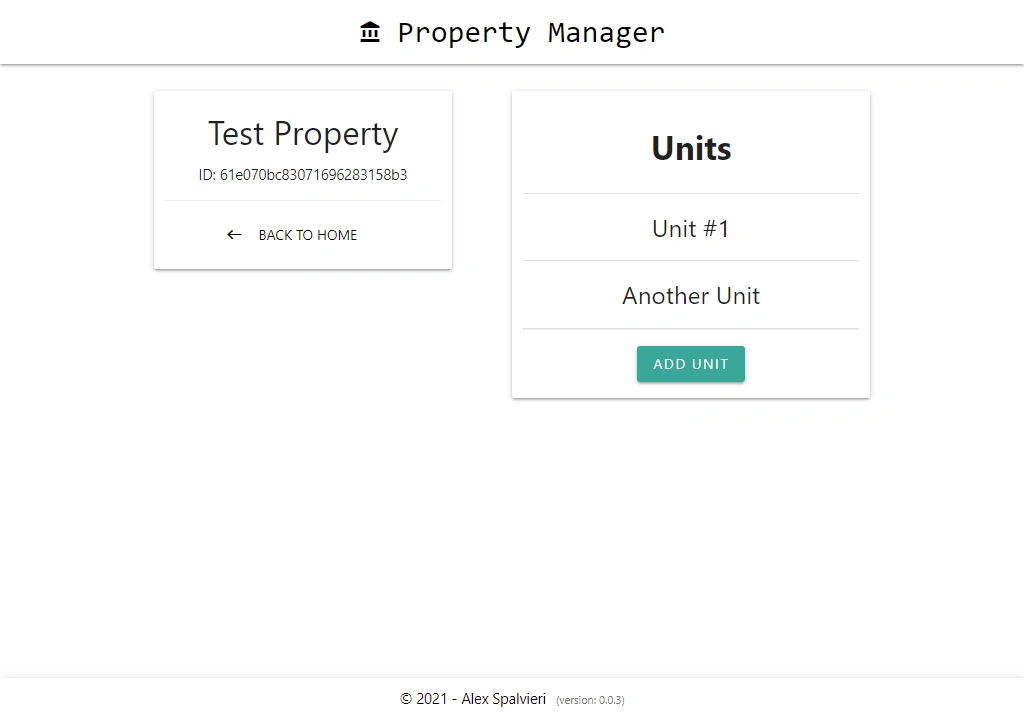 Property Manager
Test Property
ID: 61e070bc83071696283158b3
BACK TO HOME
Units
Unit #1
Another Unit
ADD UNIT
© 2021 - Alex Spalvieri (version: 0.0.3)